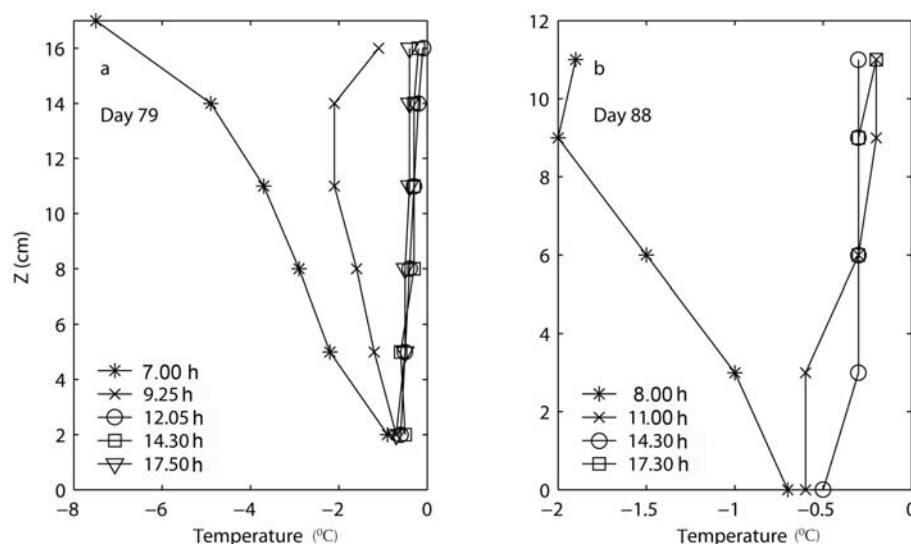 a
Day 79
Z (cm)
16
14
12
10
8
6
4
2
0
7.00 h
9.25 h
12.05 h
14.30 h
17.50 h
−8 −6 −4 −2 −0
Temperature (⁰C)
b
Day 88
12
10
8
6
4
2
0
8.00 h
11.00 h
14.30 h
17.30 h
−2 −1.5 −1 −0.5 0
Temperature (⁰C)